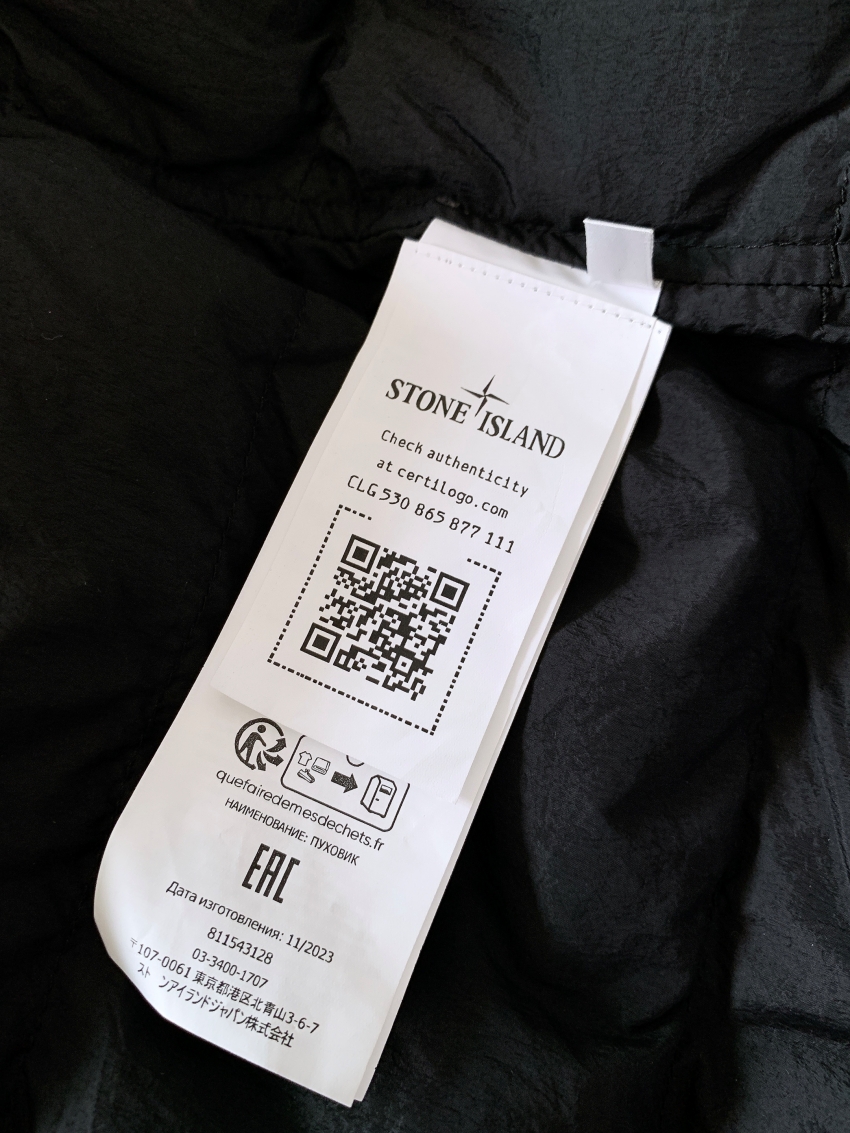 STONE ISLAND
Check authenticity
at certilogo.com
CLG 530 865 877 111
quefairedemesdechets.fr
НАИМЕНОВАНИЕ: ПУХОВИК
EAC
Дата изготовления: 11/2023
811543128
03-3400-1707
〒107-0061 東京都港区北青山3-6-7
ストーンアイランドジャパン株式会社